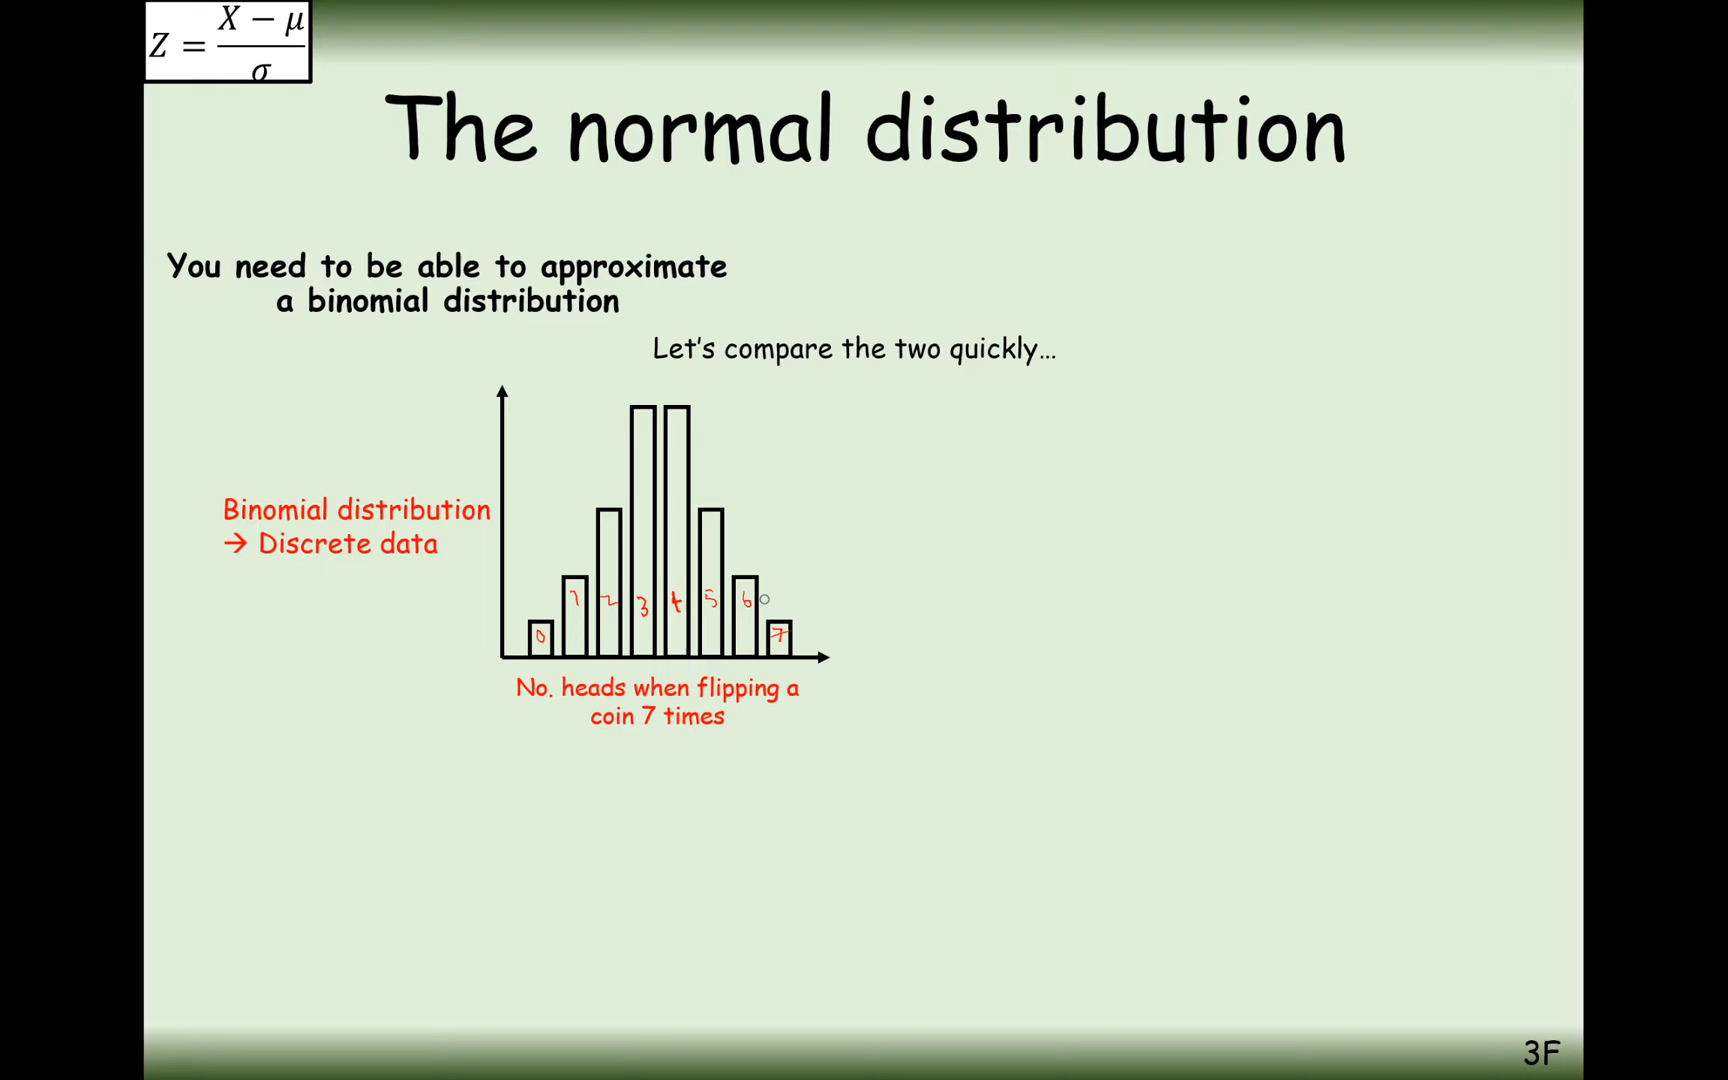 Z = (X − μ) / σ
The normal distribution
You need to be able to approximate
a binomial distribution
Let's compare the two quickly...
Binomial distribution
→ Discrete data
0 1 2 3 4 5 6 7
No. heads when flipping a
coin 7 times
3F